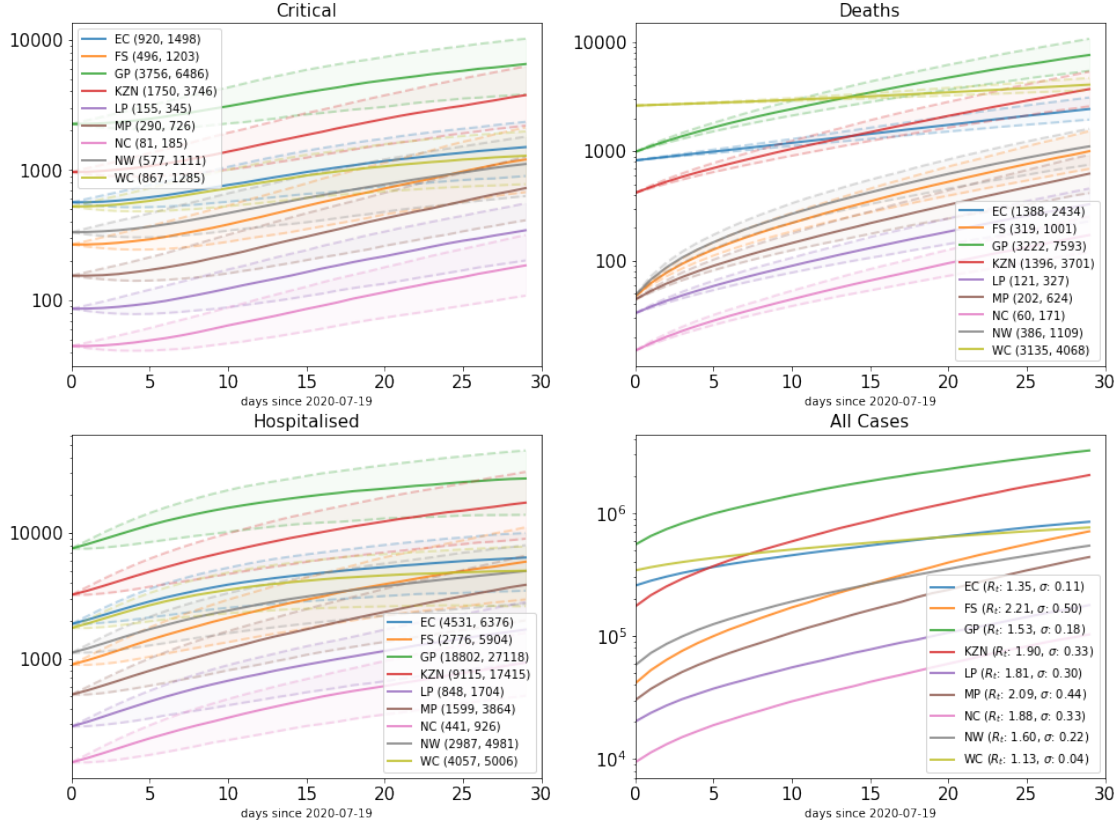 Critical
10000
1000
100
EC (920, 1498)
FS (496, 1203)
GP (3756, 6486)
KZN (1750, 3746)
LP (155, 345)
MP (290, 726)
NC (81, 185)
NW (577, 1111)
WC (867, 1285)
0 5 10 15 20 25 30
days since 2020-07-19
Deaths
10000
1000
100
EC (1388, 2434)
FS (319, 1001)
GP (3222, 7593)
KZN (1396, 3701)
LP (121, 327)
MP (202, 624)
NC (60, 171)
NW (386, 1109)
WC (3135, 4068)
0 5 10 15 20 25 30
days since 2020-07-19
Hospitalised
10000
1000
EC (4531, 6376)
FS (2776, 5904)
GP (18802, 27118)
KZN (9115, 17415)
LP (848, 1704)
MP (1599, 3864)
NC (441, 926)
NW (2987, 4981)
WC (4057, 5006)
0 5 10 15 20 25 30
days since 2020-07-19
All Cases
10⁶
10⁵
10⁴
EC (Rₜ: 1.35, σ: 0.11)
FS (Rₜ: 2.21, σ: 0.50)
GP (Rₜ: 1.53, σ: 0.18)
KZN (Rₜ: 1.90, σ: 0.33)
LP (Rₜ: 1.81, σ: 0.30)
MP (Rₜ: 2.09, σ: 0.44)
NC (Rₜ: 1.88, σ: 0.33)
NW (Rₜ: 1.60, σ: 0.22)
WC (Rₜ: 1.13, σ: 0.04)
0 5 10 15 20 25 30
days since 2020-07-19